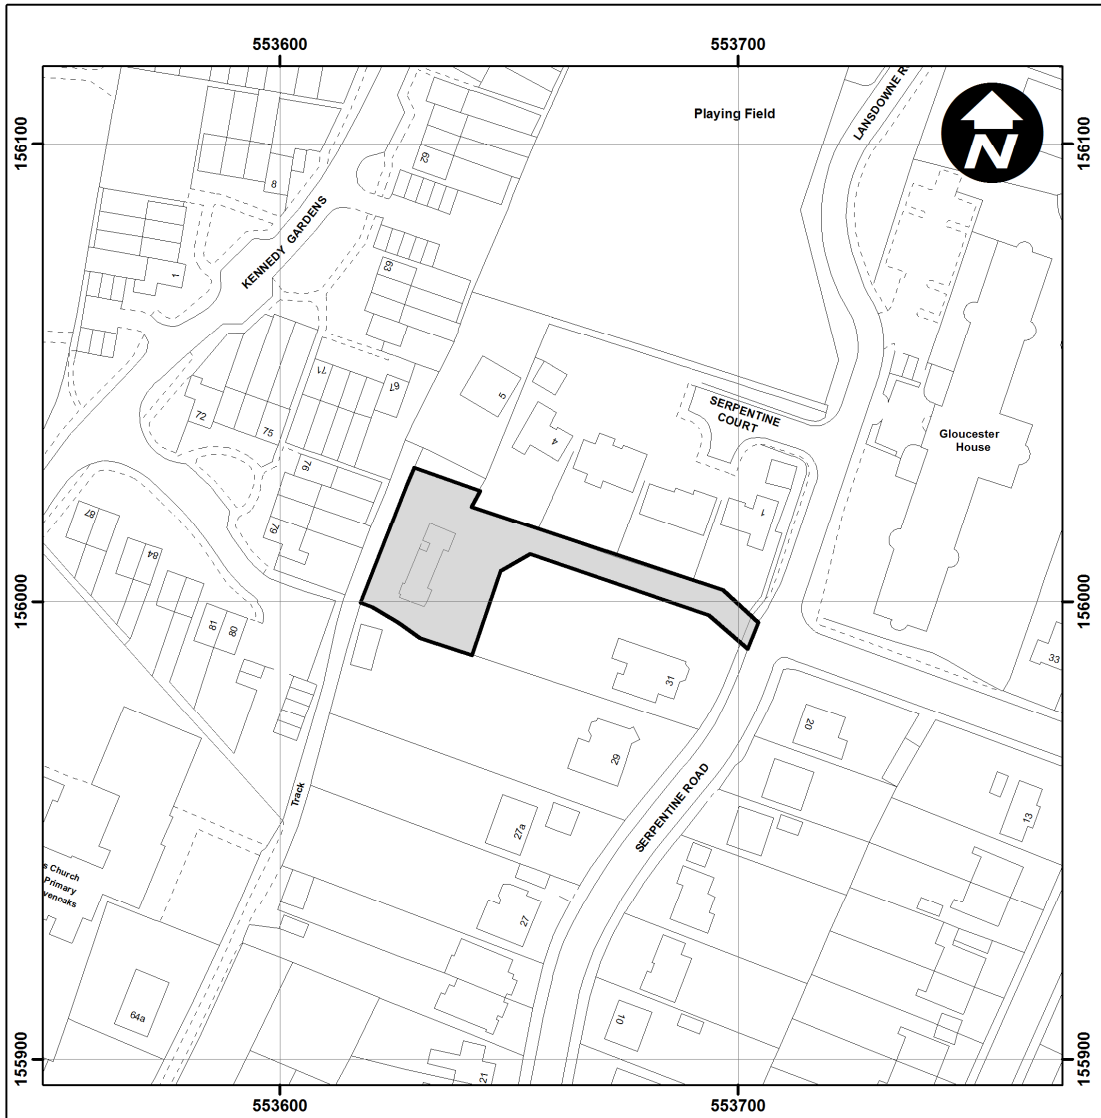 553600
553700
156100
156100
Playing Field
LANSDOWNE R
N
62
8
KENNEDY GARDENS
63
1
71
67
5
72
75
SERPENTINE
COURT
4
Gloucester
House
76
1
87
79
84
156000
156000
81
80
31
33
20
29
SERPENTINE ROAD
Track
27a
13
s Church
Primary
venoaks
27
64a
10
21
155900
155900
553600
553700